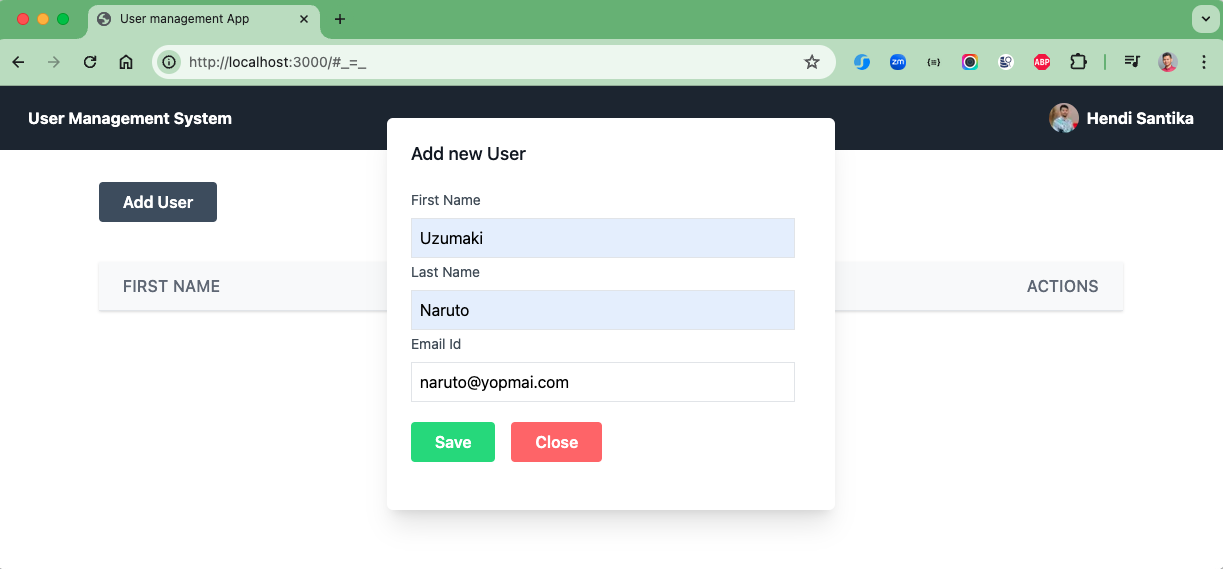 User management App
http://localhost:3000/#_=_
zm
{≡}
ABP
User Management System
Hendi Santika
Add new User
Add User
First Name
Uzumaki
FIRST NAME
ACTIONS
Last Name
Naruto
Email Id
naruto@yopmai.com
Save Close